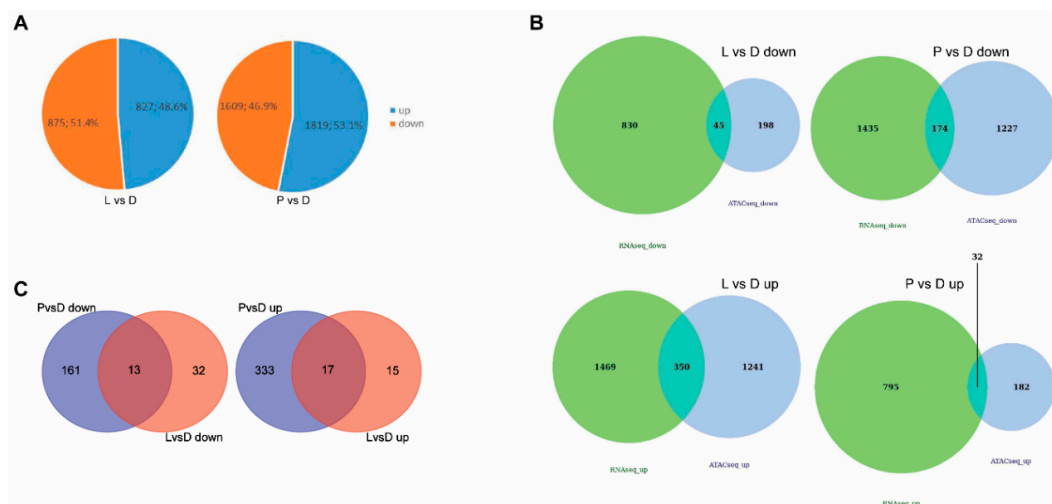 A
875; 51.4%
827; 48.6%
L vs D
1609; 46.9%
1819; 53.1%
P vs D
up
down
B
L vs D down
830
45
198
RNAseq_down
ATACseq_down
P vs D down
1435
174
1227
RNAseq_down
ATACseq_down
L vs D up
1469
350
1241
RNAseq_up
ATACseq_up
32
P vs D up
795
182
RNAseq_up
ATACseq_up
C
PvsD down
161
13
32
LvsD down
PvsD up
333
17
15
LvsD up